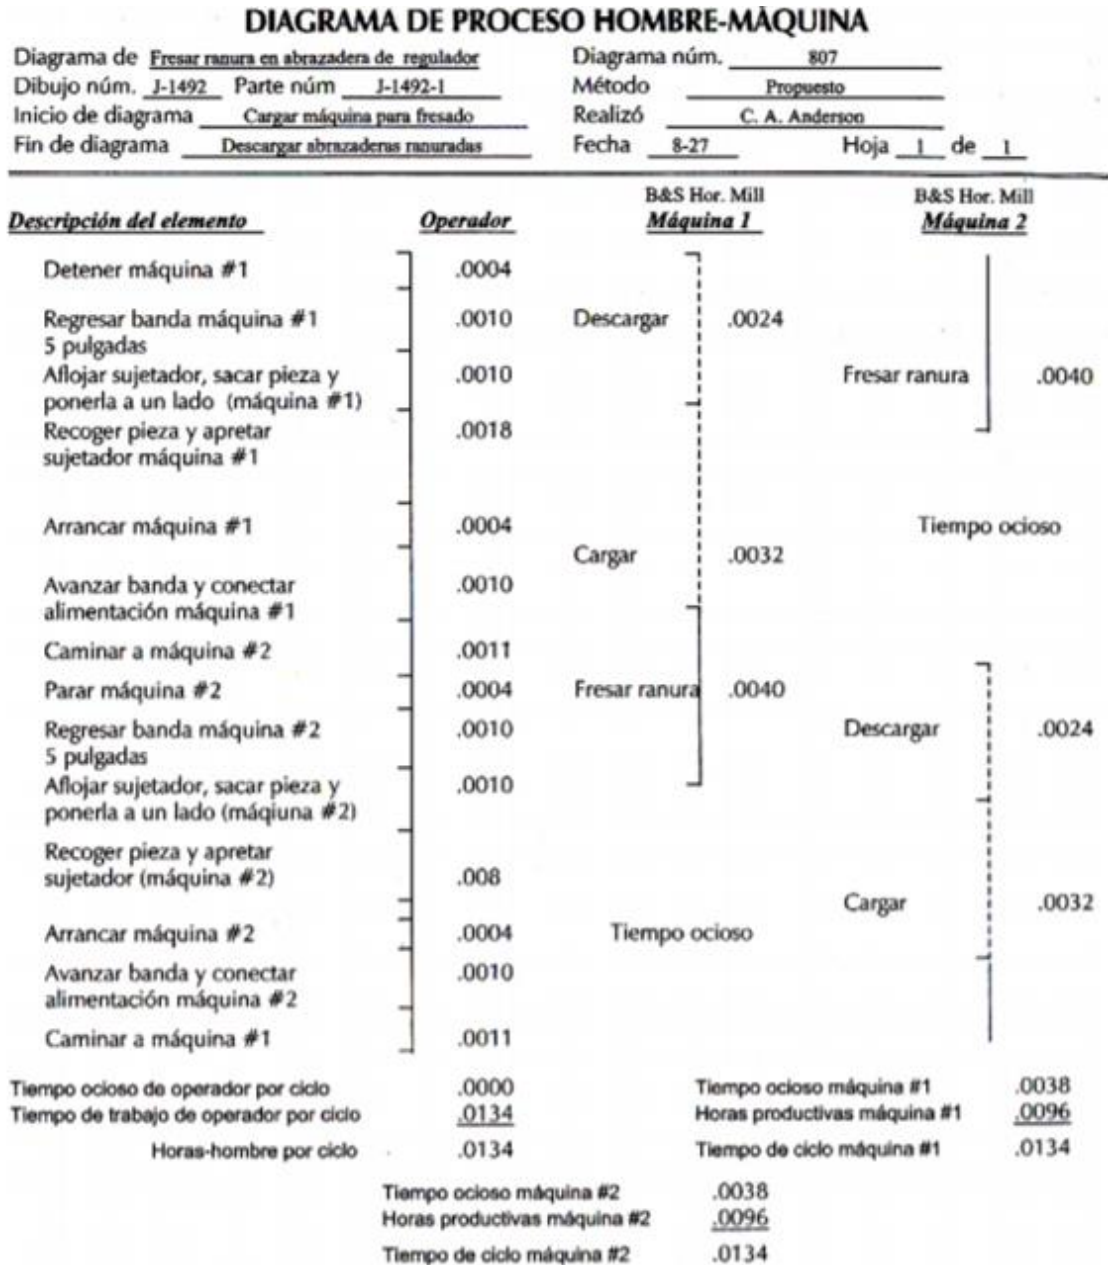 DIAGRAMA DE PROCESO HOMBRE-MÁQUINA
Diagrama de Fresar ranura en abrazadera de regulador Diagrama núm. 807
Dibujo núm. J-1492 Parte núm J-1492-1 Método Propuesto
Inicio de diagrama Cargar máquina para fresado Realizó C. A. Anderson
Fin de diagrama Descargar abrazaderas ranuradas Fecha 8-27 Hoja 1 de 1
B&S Hor. Mill B&S Hor. Mill
Descripción del elemento Operador Máquina 1 Máquina 2
Detener máquina #1 .0004
Regresar banda máquina #1 .0010 Descargar .0024
5 pulgadas
Aflojar sujetador, sacar pieza y .0010 Fresar ranura .0040
ponerla a un lado (máquina #1)
Recoger pieza y apretar .0018
sujetador máquina #1
Arrancar máquina #1 .0004 Tiempo ocioso
Cargar .0032
Avanzar banda y conectar .0010
alimentación máquina #1
Caminar a máquina #2 .0011
Parar máquina #2 .0004 Fresar ranura .0040
Regresar banda máquina #2 .0010 Descargar .0024
5 pulgadas
Aflojar sujetador, sacar pieza y .0010
ponerla a un lado (máqiuna #2)
Recoger pieza y apretar
sujetador (máquina #2) .008
Cargar .0032
Arrancar máquina #2 .0004 Tiempo ocioso
Avanzar banda y conectar .0010
alimentación máquina #2
Caminar a máquina #1 .0011
Tiempo ocioso de operador por ciclo .0000 Tiempo ocioso máquina #1 .0038
Tiempo de trabajo de operador por ciclo .0134 Horas productivas máquina #1 .0096
Horas-hombre por ciclo .0134 Tiempo de ciclo máquina #1 .0134
Tiempo ocioso máquina #2 .0038
Horas productivas máquina #2 .0096
Tiempo de ciclo máquina #2 .0134